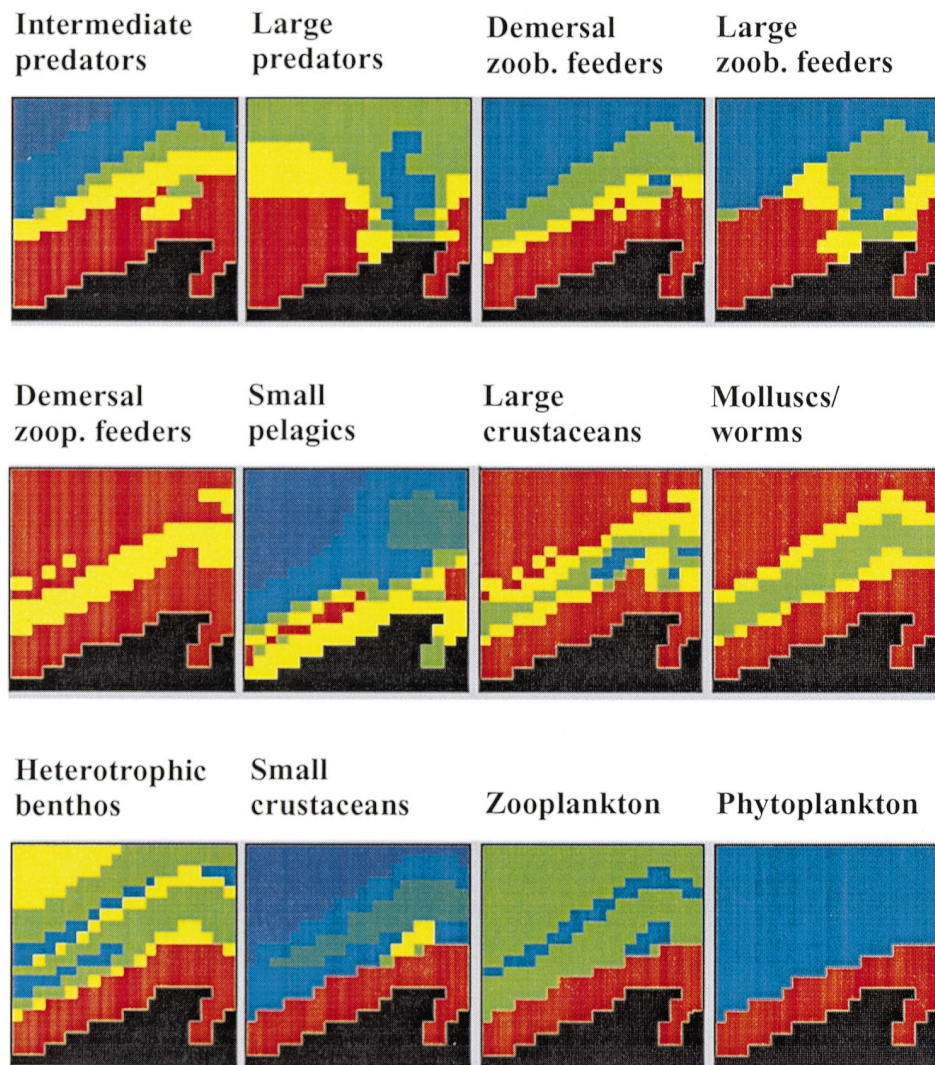 Intermediate predators
Large predators
Demersal zoob. feeders
Large zoob. feeders
Demersal zoop. feeders
Small pelagics
Large crustaceans
Molluscs/ worms
Heterotrophic benthos
Small crustaceans
Zooplankton
Phytoplankton